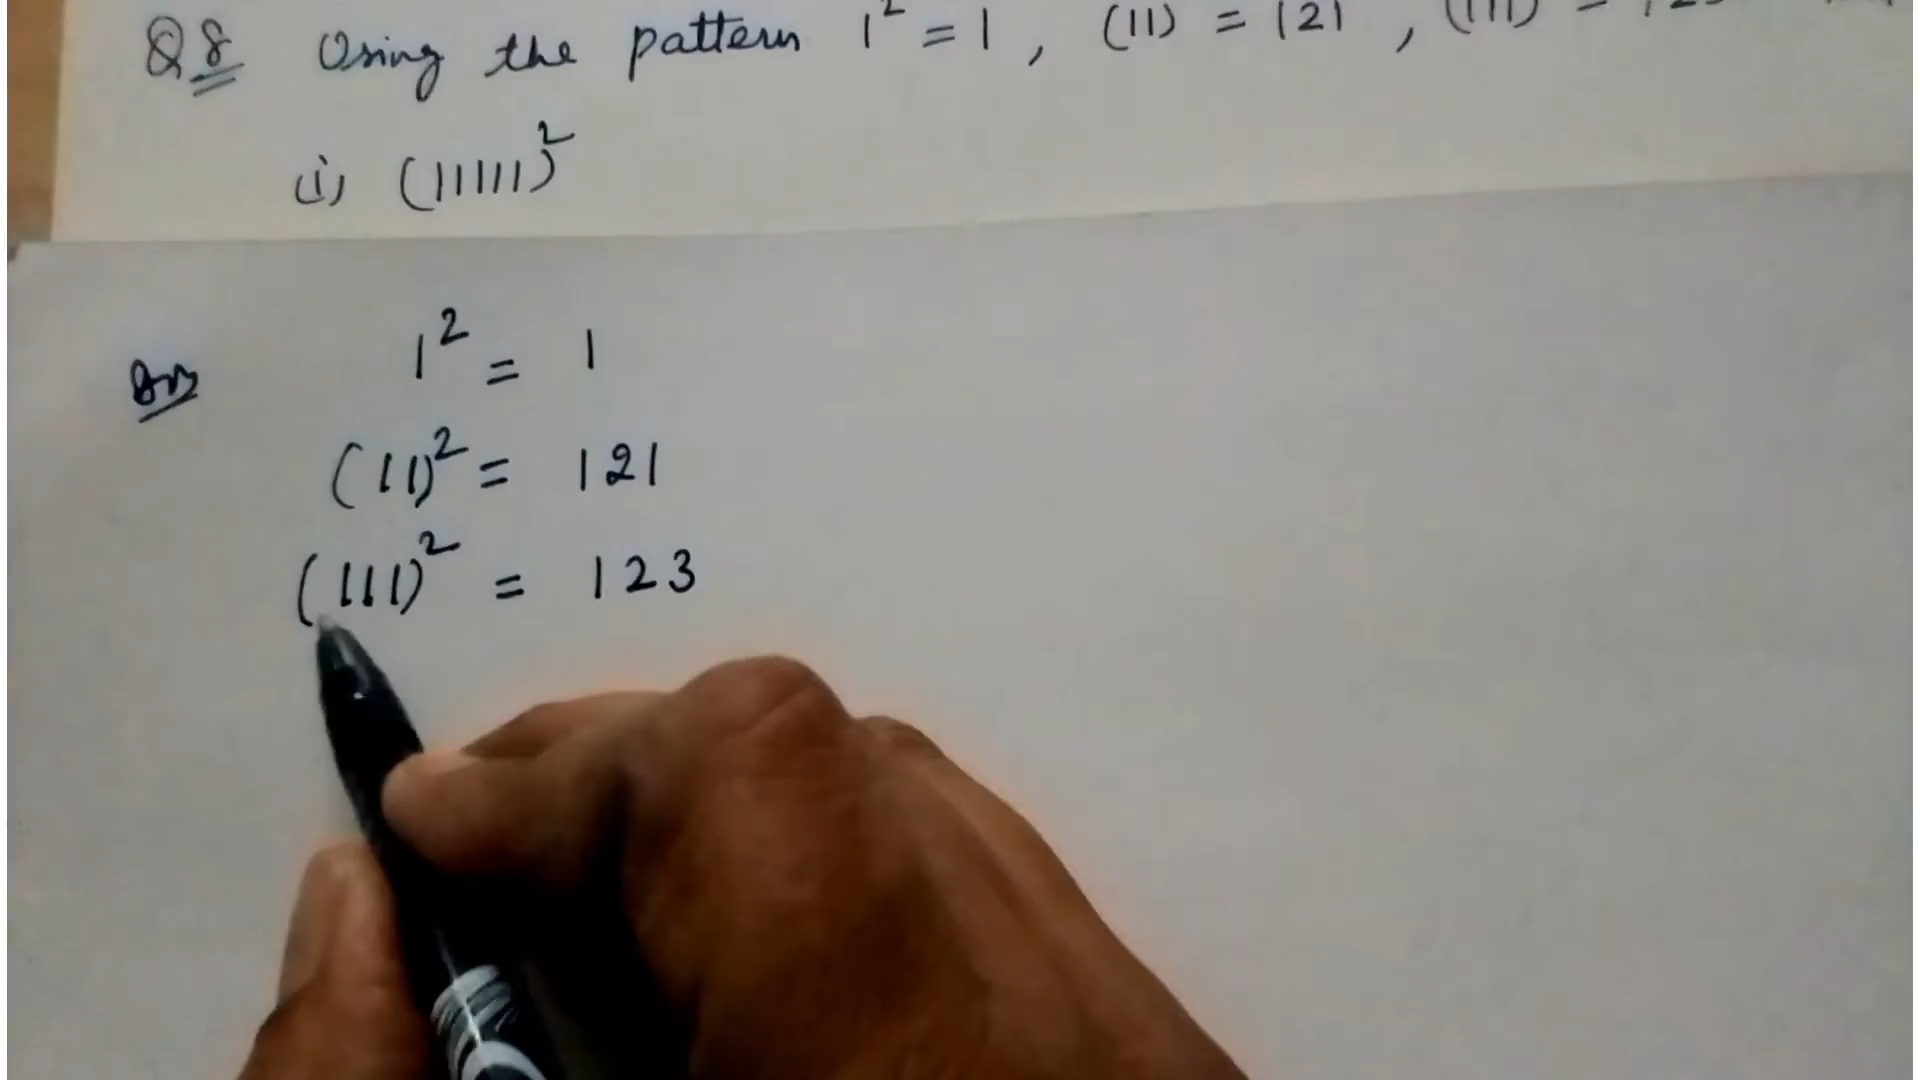 Q8 Using the pattern 1² = 1, (11) = 121, (111) =
(i) (11111)²
Ans 1² = 1
(11)² = 121
(111)² = 123